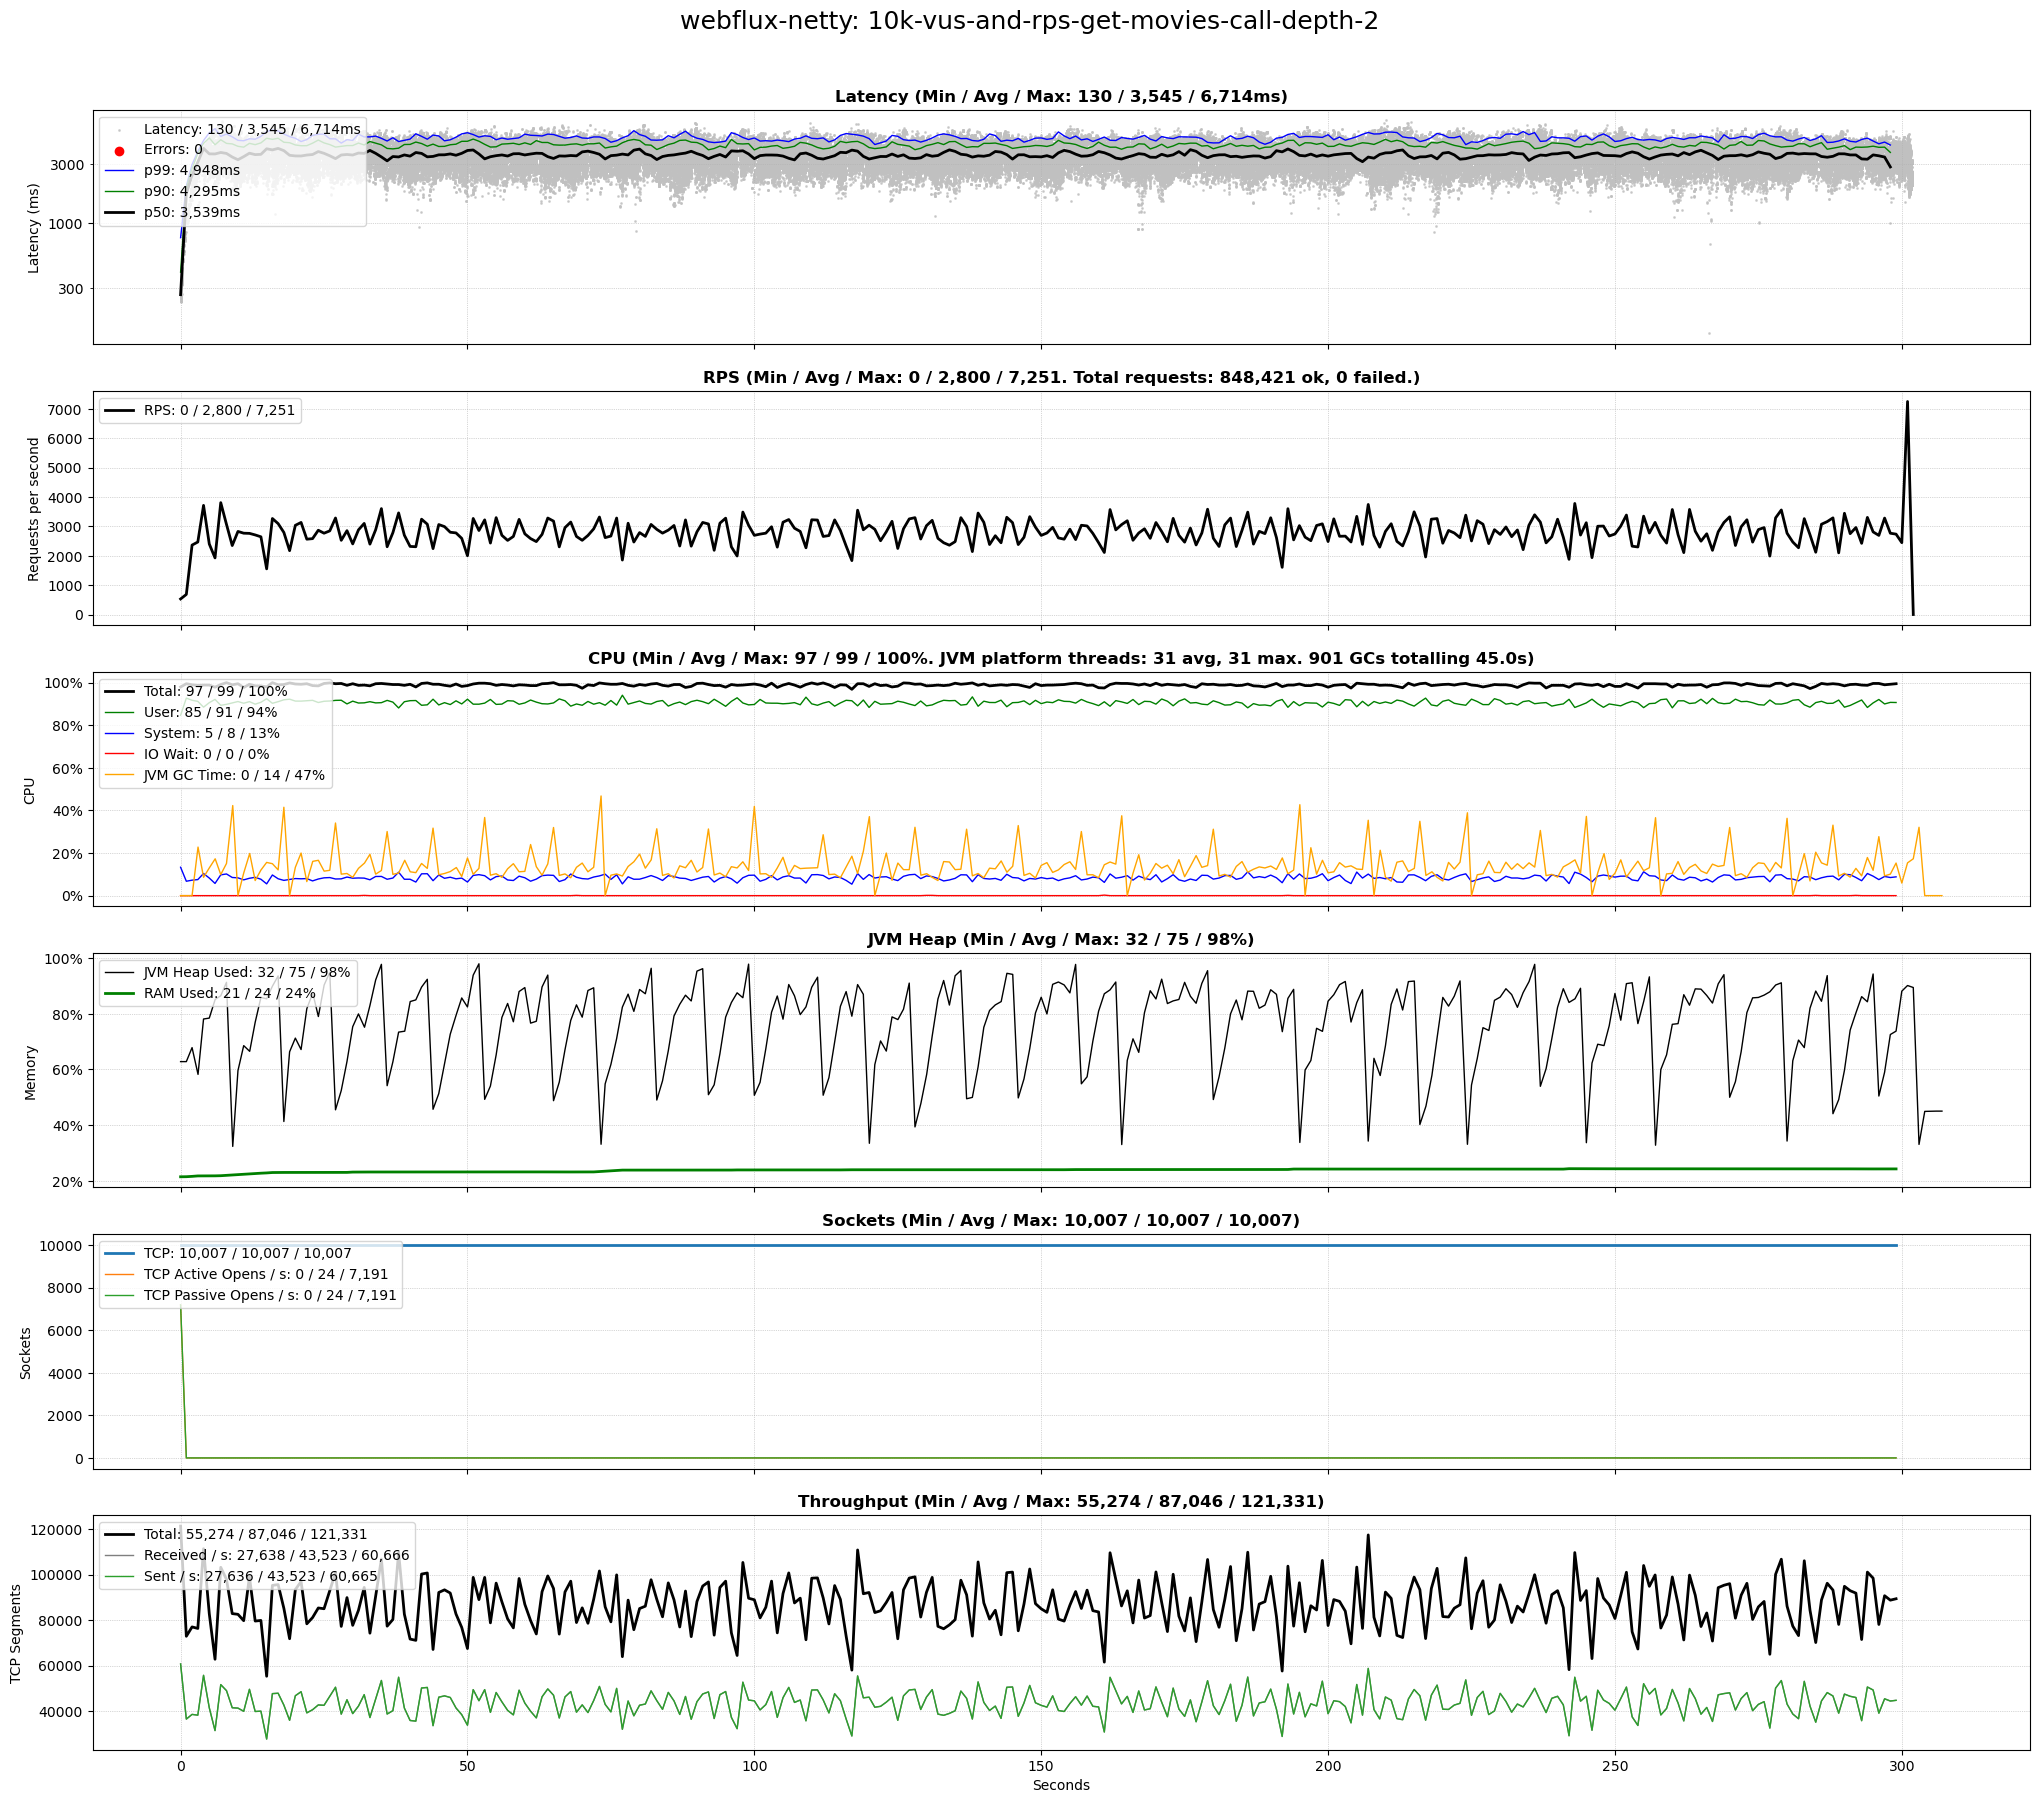 webflux-netty: 10k-vus-and-rps-get-movies-call-depth-2
Latency (Min / Avg / Max: 130 / 3,545 / 6,714ms)
Latency: 130 / 3,545 / 6,714ms
Errors: 0
p99: 4,948ms
p90: 4,295ms
p50: 3,539ms
Latency (ms)
3000
1000
300
RPS (Min / Avg / Max: 0 / 2,800 / 7,251. Total requests: 848,421 ok, 0 failed.)
RPS: 0 / 2,800 / 7,251
Requests per second
7000
6000
5000
4000
3000
2000
1000
0
CPU (Min / Avg / Max: 97 / 99 / 100%. JVM platform threads: 31 avg, 31 max. 901 GCs totalling 45.0s)
Total: 97 / 99 / 100%
User: 85 / 91 / 94%
System: 5 / 8 / 13%
IO Wait: 0 / 0 / 0%
JVM GC Time: 0 / 14 / 47%
CPU
100%
80%
60%
40%
20%
0%
JVM Heap (Min / Avg / Max: 32 / 75 / 98%)
JVM Heap Used: 32 / 75 / 98%
RAM Used: 21 / 24 / 24%
Memory
100%
80%
60%
40%
20%
Sockets (Min / Avg / Max: 10,007 / 10,007 / 10,007)
TCP: 10,007 / 10,007 / 10,007
TCP Active Opens / s: 0 / 24 / 7,191
TCP Passive Opens / s: 0 / 24 / 7,191
Sockets
10000
8000
6000
4000
2000
0
Throughput (Min / Avg / Max: 55,274 / 87,046 / 121,331)
Total: 55,274 / 87,046 / 121,331
Received / s: 27,638 / 43,523 / 60,666
Sent / s: 27,636 / 43,523 / 60,665
TCP Segments
120000
100000
80000
60000
40000
0
50
100
150
200
250
300
Seconds